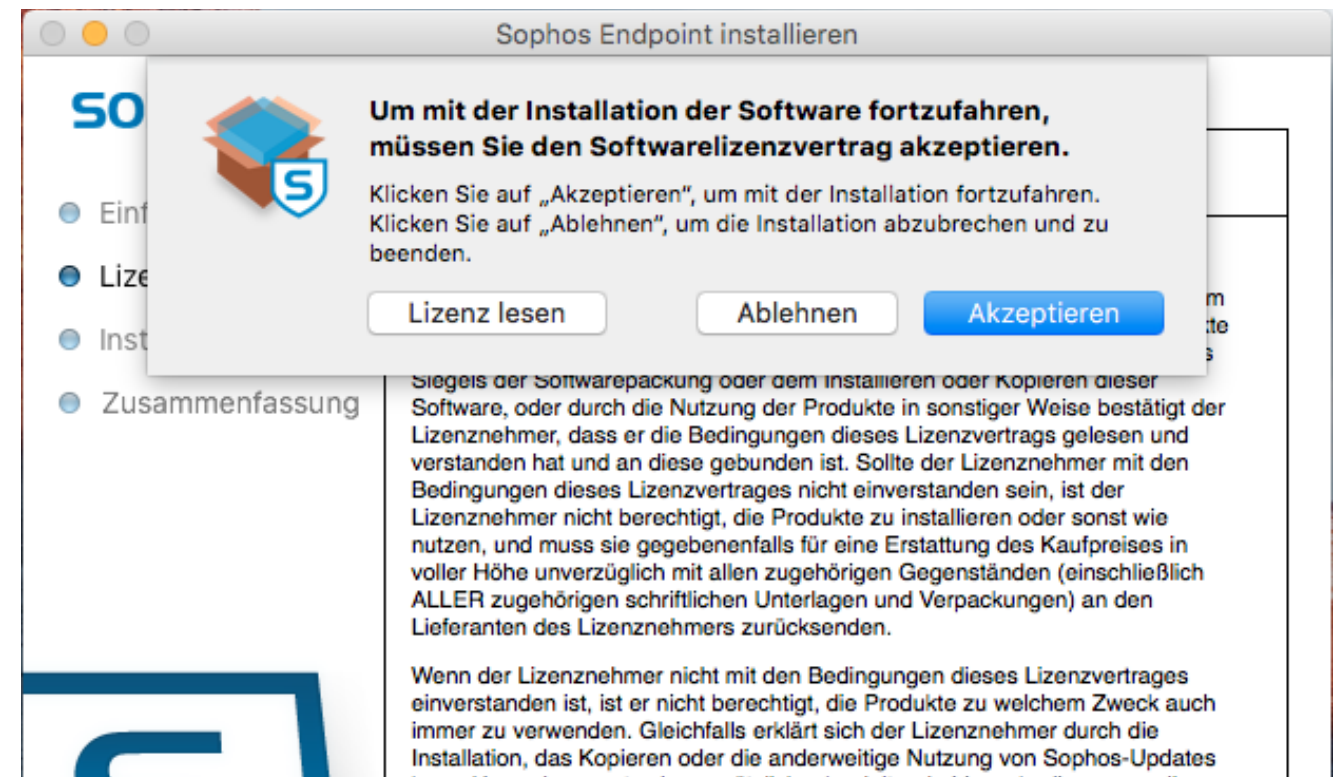 Sophos Endpoint installieren
SO
Um mit der Installation der Software fortzufahren,
müssen Sie den Softwarelizenzvertrag akzeptieren.
Klicken Sie auf „Akzeptieren“, um mit der Installation fortzufahren.
Klicken Sie auf „Ablehnen“, um die Installation abzubrechen und zu
beenden.
Lizenz lesen
Ablehnen
Akzeptieren
Einf
Lize
Inst
Zusammenfassung
Siegels der Softwarepackung oder dem Installieren oder Kopieren dieser
Software, oder durch die Nutzung der Produkte in sonstiger Weise bestätigt der
Lizenznehmer, dass er die Bedingungen dieses Lizenzvertrags gelesen und
verstanden hat und an diese gebunden ist. Sollte der Lizenznehmer mit den
Bedingungen dieses Lizenzvertrages nicht einverstanden sein, ist der
Lizenznehmer nicht berechtigt, die Produkte zu installieren oder sonst wie
nutzen, und muss sie gegebenenfalls für eine Erstattung des Kaufpreises in
voller Höhe unverzüglich mit allen zugehörigen Gegenständen (einschließlich
ALLER zugehörigen schriftlichen Unterlagen und Verpackungen) an den
Lieferanten des Lizenznehmers zurücksenden.
Wenn der Lizenznehmer nicht mit den Bedingungen dieses Lizenzvertrages
einverstanden ist, ist er nicht berechtigt, die Produkte zu welchem Zweck auch
immer zu verwenden. Gleichfalls erklärt sich der Lizenznehmer durch die
Installation, das Kopieren oder die anderweitige Nutzung von Sophos-Updates